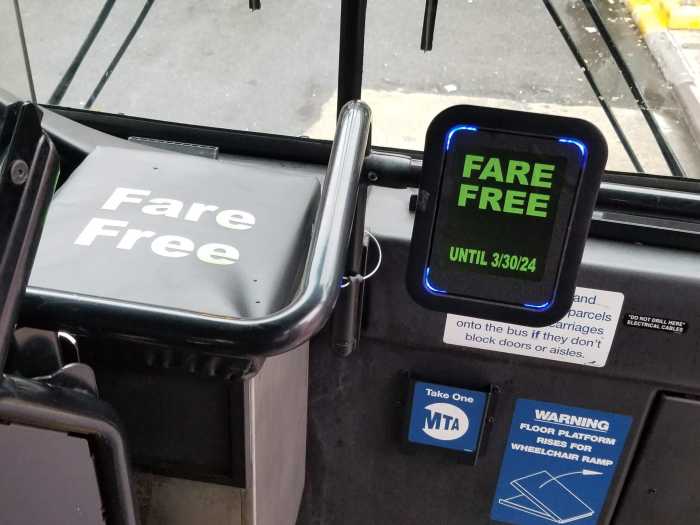 Fare
Free
FARE
FREE
UNTIL 3/30/24
and
parcels
carriages
onto the bus if they don't
block doors or aisles.
"DO NOT DRILL HERE"
ELECTRICAL CABLES
Take One
MTA
WARNING
FLOOR PLATFORM
RISES FOR
WHEELCHAIR RAMP